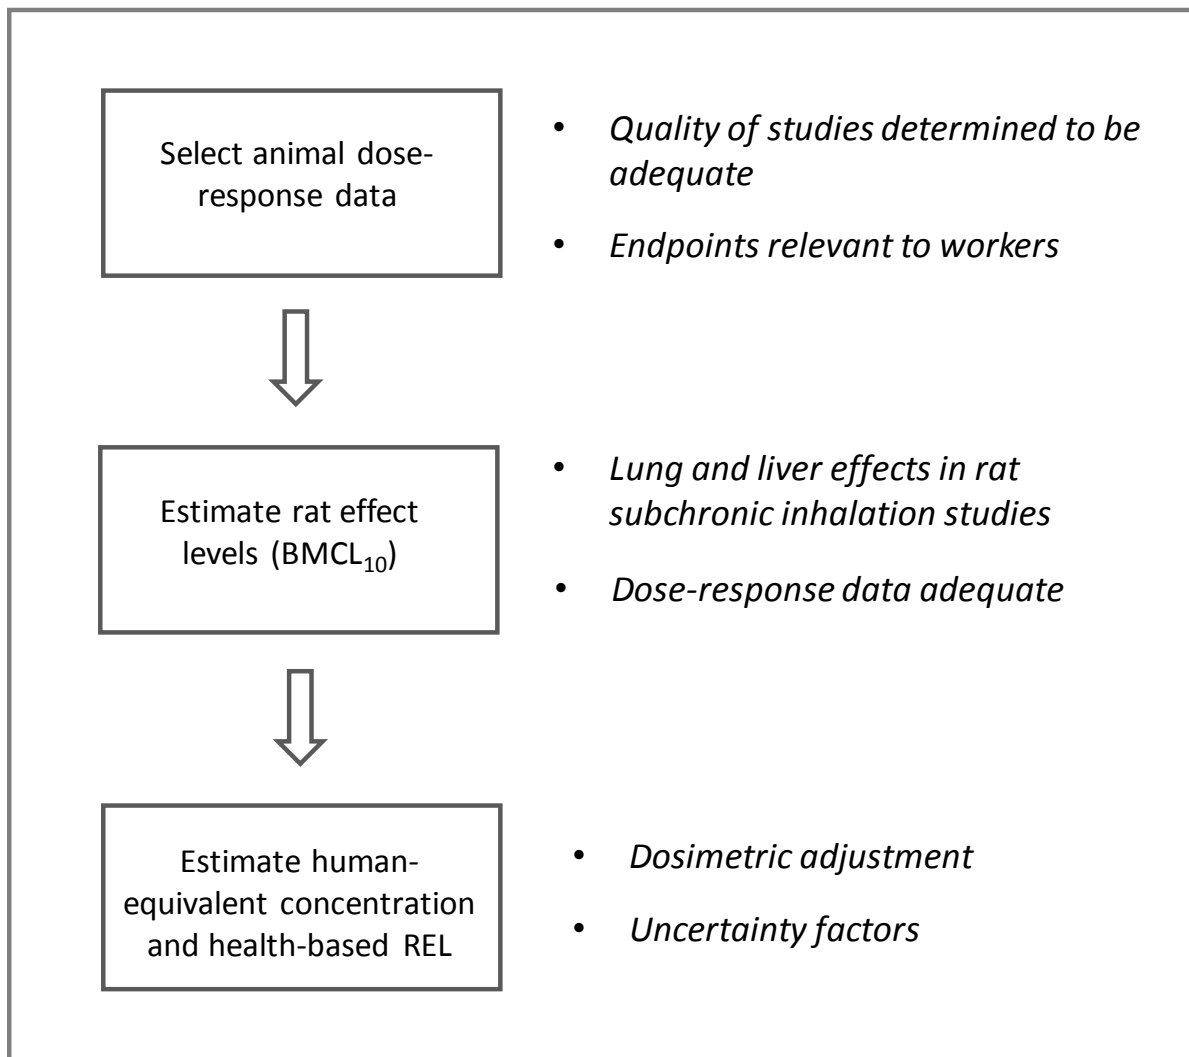 Select animal dose-
response data
• Quality of studies determined to be
adequate
• Endpoints relevant to workers
Estimate rat effect
levels (BMCL₁₀)
• Lung and liver effects in rat
subchronic inhalation studies
• Dose-response data adequate
Estimate human-
equivalent concentration
and health-based REL
• Dosimetric adjustment
• Uncertainty factors